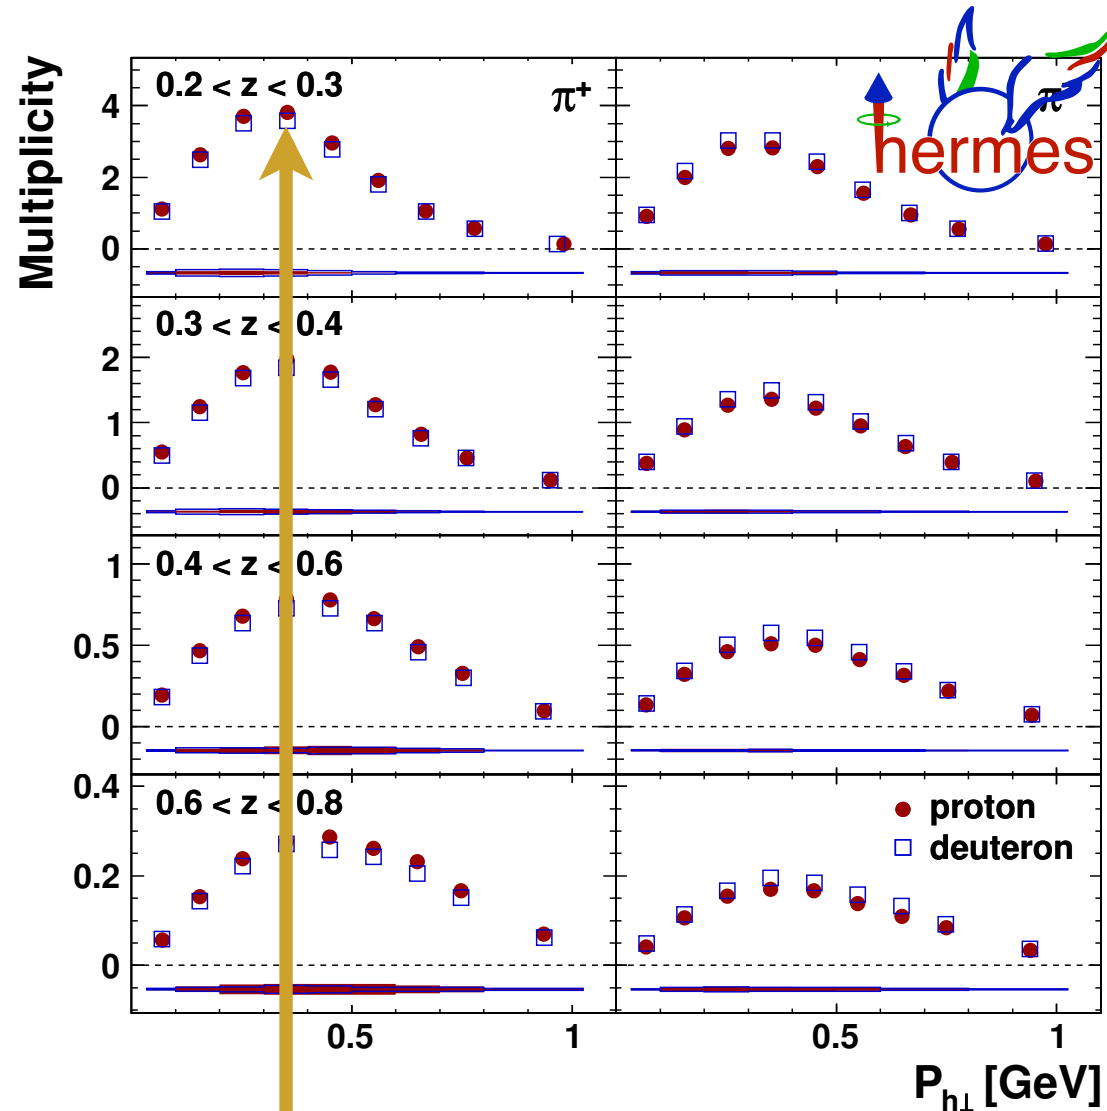 Multiplicity
0.2 < z < 0.3
π+
π
hermes
4
2
0
0.3 < z < 0.4
2
1
0
0.4 < z < 0.6
1
0.5
0
0.6 < z < 0.8
proton
deuteron
0.4
0.2
0
0.5 1 0.5 1
Ph⊥ [GeV]